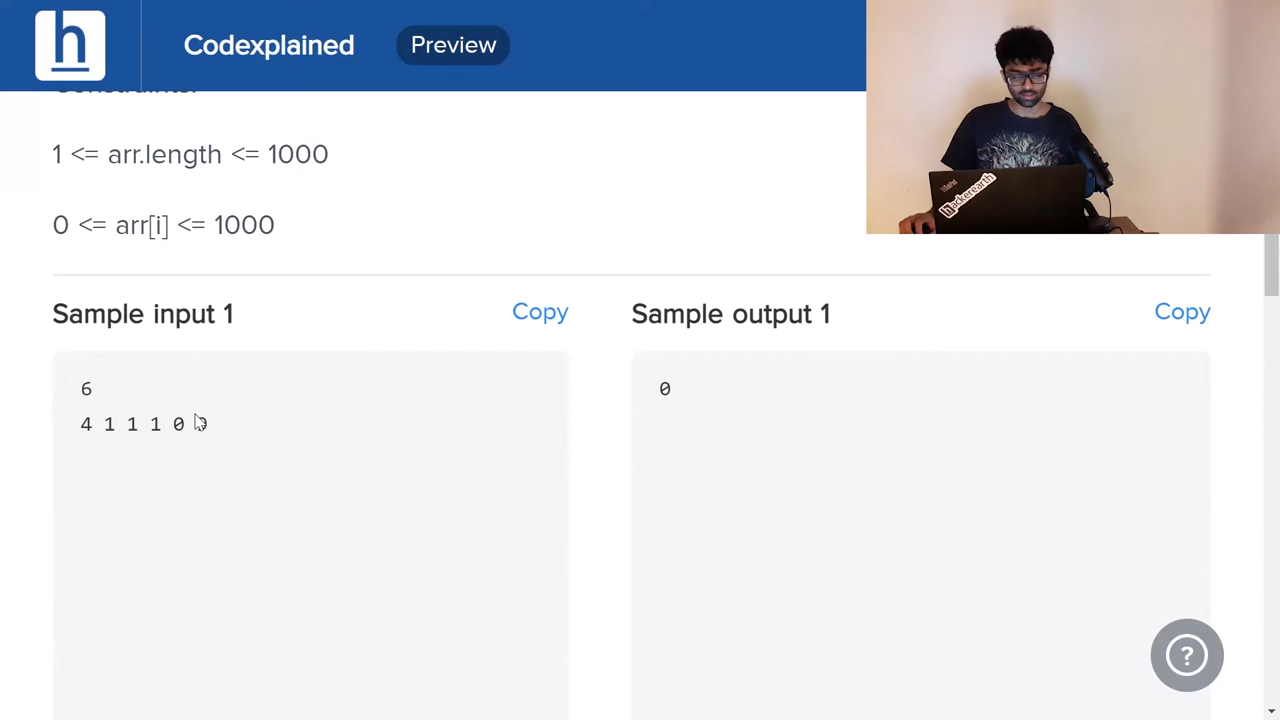 h Codexplained Preview
1 <= arr.length <= 1000
0 <= arr[i] <= 1000
Sample input 1 Copy
Sample output 1 Copy
6
4 1 1 1 0
0
hackerearth
?